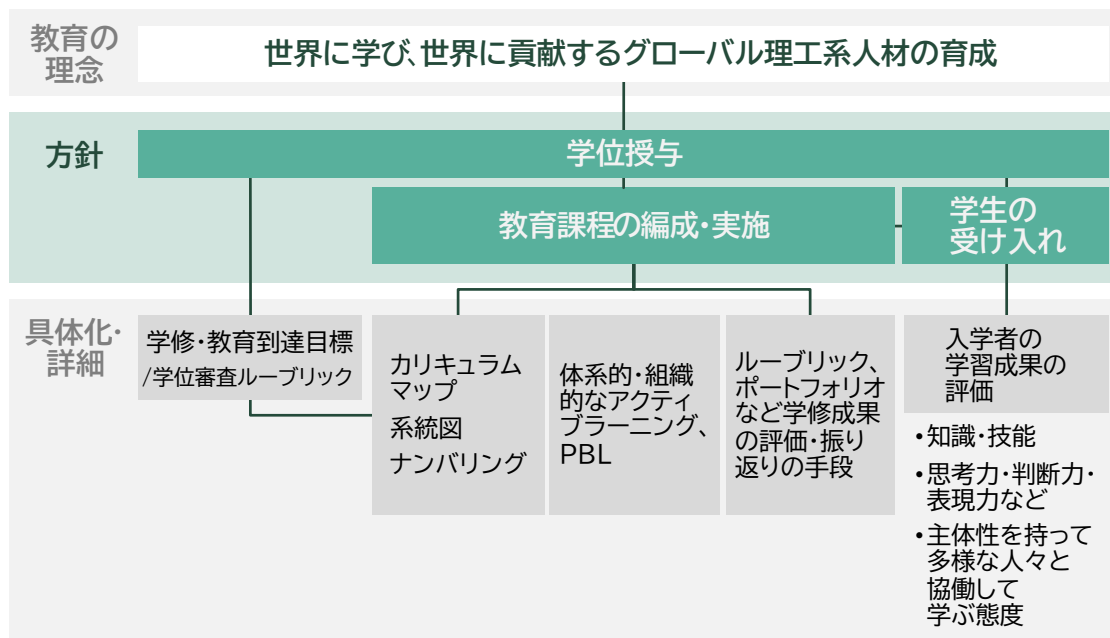 教育の
理念
世界に学び、世界に貢献するグローバル理工系人材の育成
方針
学位授与
教育課程の編成・実施
学生の
受け入れ
具体化・
詳細
学修・教育到達目標
/学位審査ルーブリック
カリキュラム
マップ
系統図
ナンバリング
体系的・組織
的なアクティ
ブラーニング、
PBL
ルーブリック、
ポートフォリオ
など学修成果
の評価・振り
返りの手段
入学者の
学習成果の
評価
•知識・技能
•思考力・判断力・
表現力など
•主体性を持って
多様な人々と
協働して
学ぶ態度